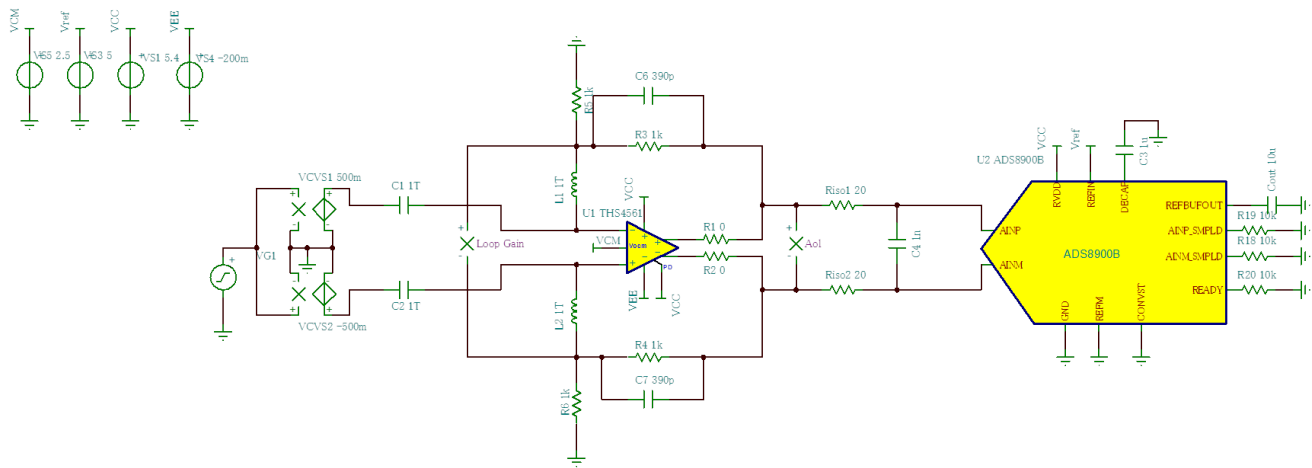 VCM
Vref
VCC
VEE
VS5 2.5
VS3 5
VS1 5.4
VS4 -200m
C6 390p
R5 1k
R3 1k
VCVS1 500m
C1 1T
L1 1T
VCC
U1 THS4561
Loop Gain
VCM
Vocm
R1 0
R2 0
PD
Aol
Riso1 20
C4 1n
Riso2 20
VG1
C2 1T
VCVS2 -500m
L2 1T
VEE
VCC
R4 1k
C7 390p
R6 1k
U2 ADS8900B
VCC
Vref
C3 1u
Cout 10u
RVDD
REFIN
DECAP
REFBUFOUT
R19 10k
AINP
AINP_SMPLD
R18 10k
ADS8900B
AINM
AINM_SMPLD
R20 10k
READY
GND
REFM
CONVST